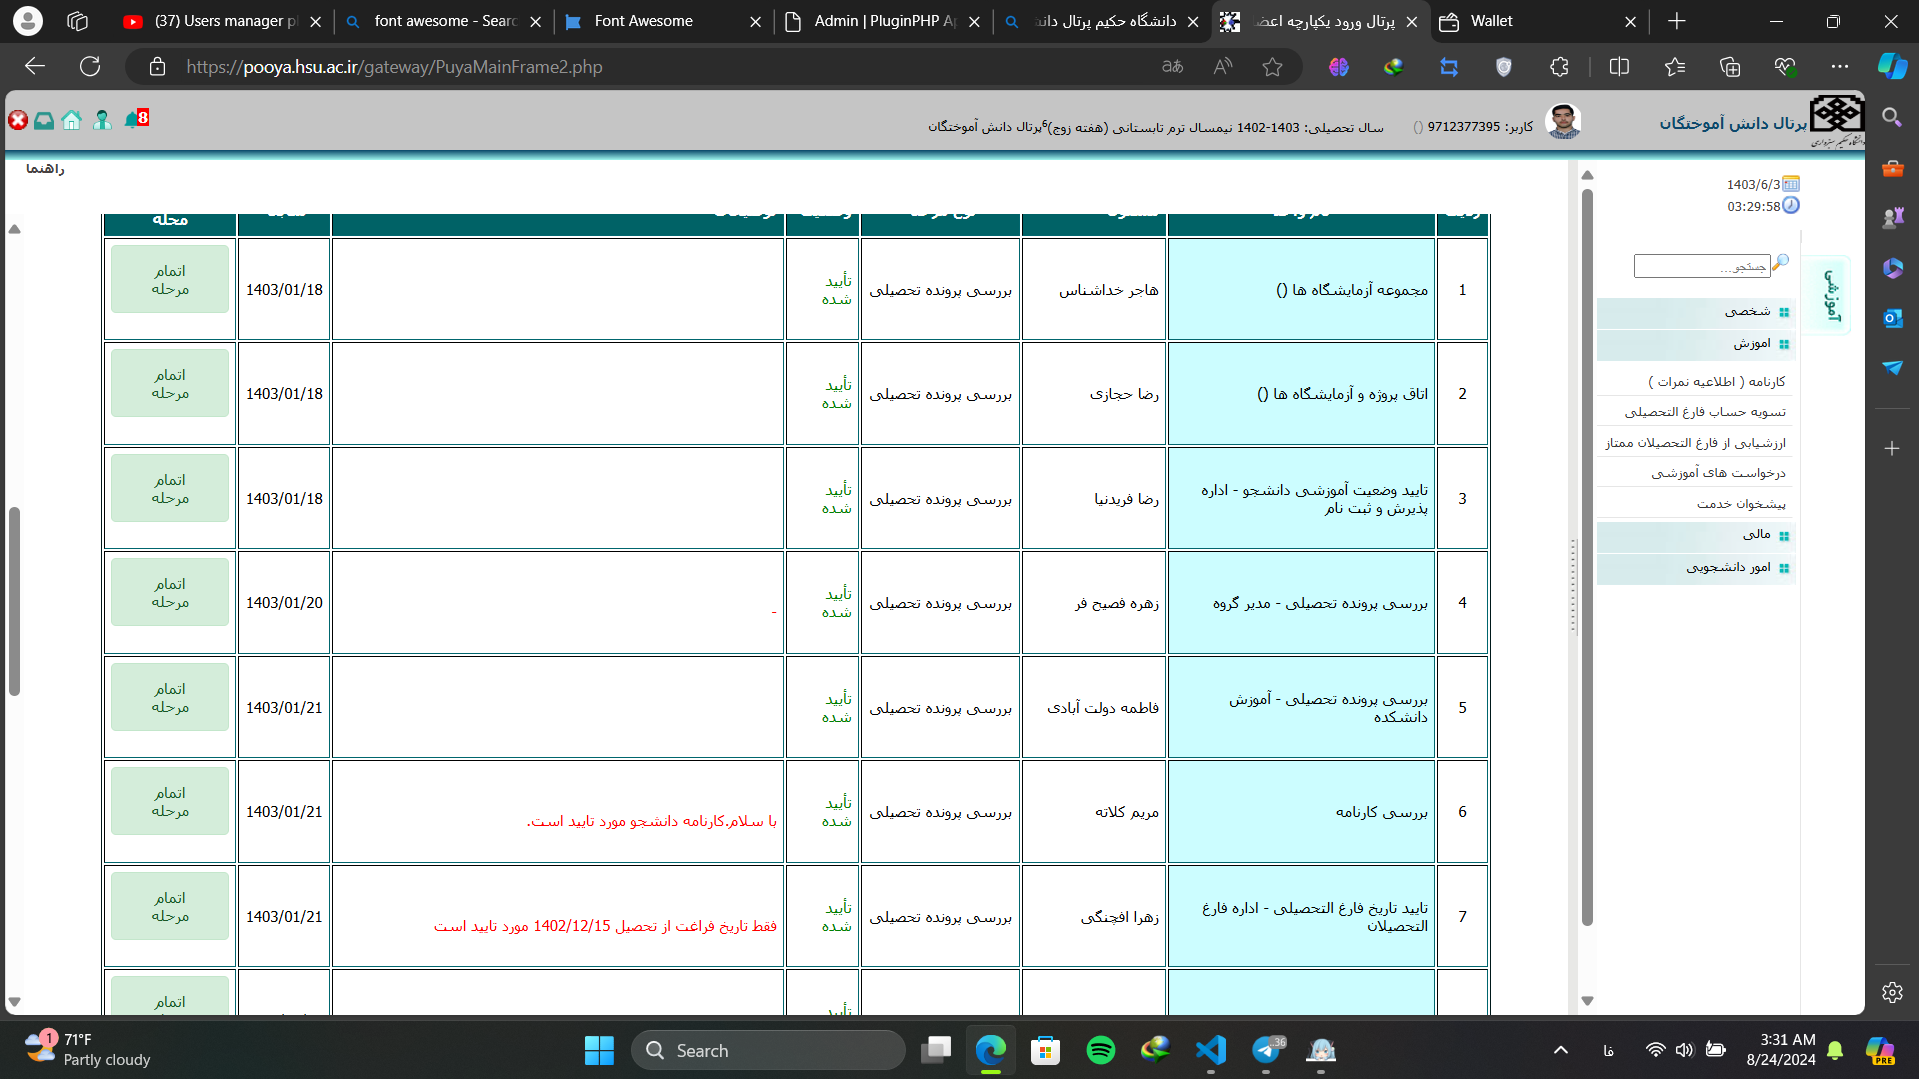 (37) Users manager pl
font awesome - Searc
Font Awesome
Admin | PluginPHP Ap
دانشگاه حکیم پرتال دانش
پرتال ورود یکپارچه اعضا
Wallet
https://pooya.hsu.ac.ir/gateway/PuyaMainFrame2.php
8
پرتال دانش آموختگان
کاربر: 9712377395 ()
سال تحصیلی: 1403-1402 نیمسال ترم تابستانی (هفته زوج)6پرتال دانش آموختگان
راهنما
1403/6/3
03:29:58
جستجو...
آموزشی
شخصی
اموزش
کارنامه ( اطلاعیه نمرات )
تسویه حساب فارغ التحصیلی
ارزشیابی از فارغ التحصیلان ممتاز
درخواست های آموزشی
پیشخوان خدمت
مالی
امور دانشجویی
محله
1
مجموعه آزمایشگاه ها ()
هاجر خداشناس
بررسی پرونده تحصیلی
تأیید
شده
1403/01/18
اتمام
مرحله
2
اتاق پروژه و آزمایشگاه ها ()
رضا حجازی
بررسی پرونده تحصیلی
تأیید
شده
1403/01/18
اتمام
مرحله
3
تایید وضعیت آموزشی دانشجو - اداره
پذیرش و ثبت نام
رضا فریدنیا
بررسی پرونده تحصیلی
تأیید
شده
1403/01/18
اتمام
مرحله
4
بررسی پرونده تحصیلی - مدیر گروه
زهره فصیح فر
بررسی پرونده تحصیلی
تأیید
شده
-
1403/01/20
اتمام
مرحله
5
بررسی پرونده تحصیلی - آموزش
دانشکده
فاطمه دولت آبادی
بررسی پرونده تحصیلی
تأیید
شده
1403/01/21
اتمام
مرحله
6
بررسی کارنامه
مریم کلاته
بررسی پرونده تحصیلی
تأیید
شده
با سلام.کارنامه دانشجو مورد تایید است.
1403/01/21
اتمام
مرحله
7
تایید تاریخ فارغ التحصیلی - اداره فارغ
التحصیلان
زهرا افچنگی
بررسی پرونده تحصیلی
تأیید
شده
فقط تاریخ فراغت از تحصیل 1402/12/15 مورد تایید است
1403/01/21
اتمام
مرحله
تأیید
اتمام
1
71°F
Partly cloudy
Search
36
فا
3:31 AM
8/24/2024
PRE